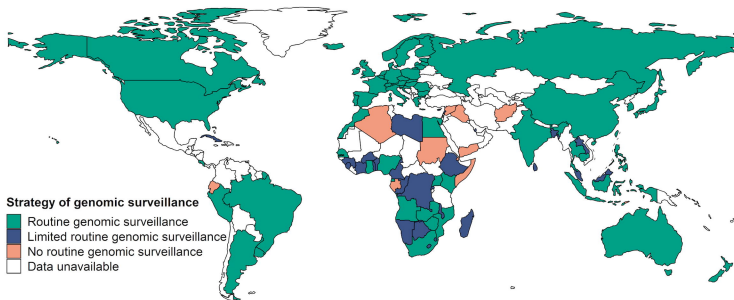 Strategy of genomic surveillance
Routine genomic surveillance
Limited routine genomic surveillance
No routine genomic surveillance
Data unavailable